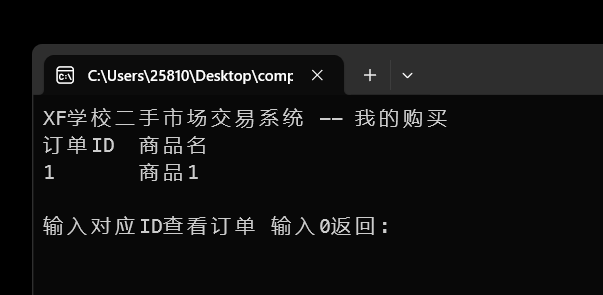 C:\Users\25810\Desktop\comp
XF学校二手市场交易系统 -- 我的购买
订单ID 商品名
1 商品1
输入对应ID查看订单 输入0返回: